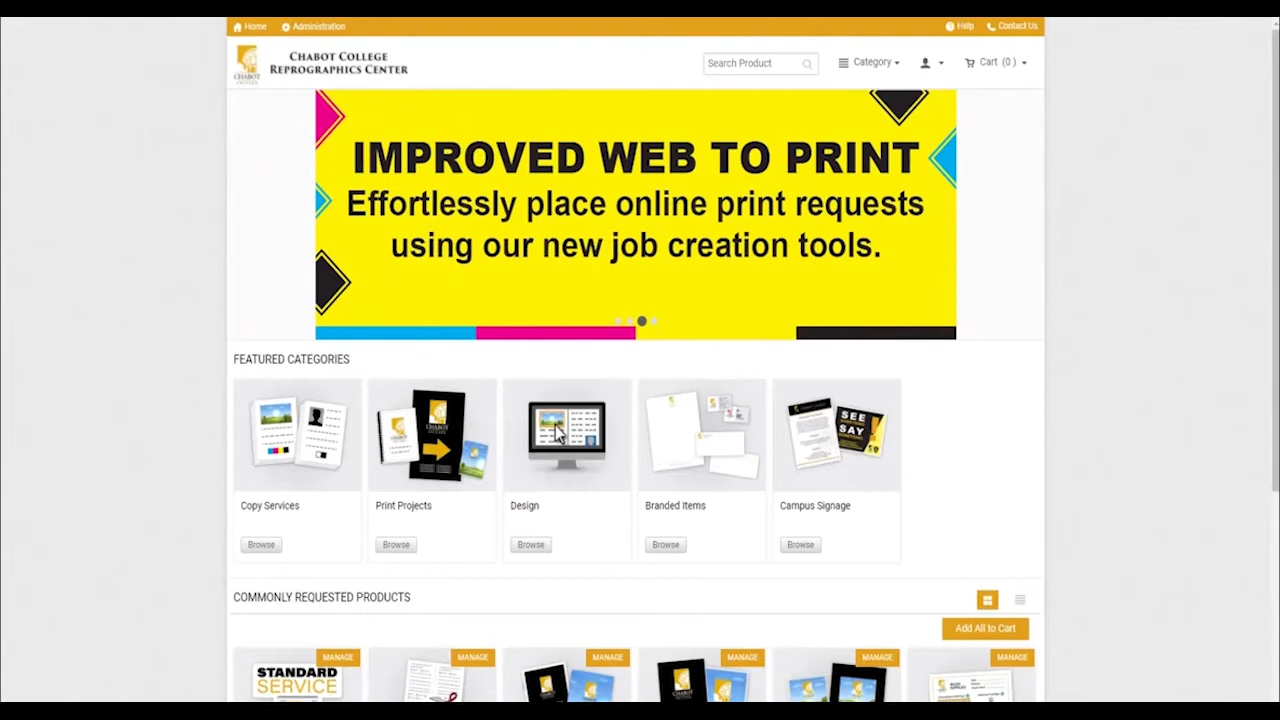 Home Administration Help Contact Us
CHABOT COLLEGE
REPROGRAPHICS CENTER
CHABOT
Search Product Category Cart (0)
IMPROVED WEB TO PRINT
Effortlessly place online print requests
using our new job creation tools.
FEATURED CATEGORIES
CHABOT
SEE
SAY
Copy Services Print Projects Design Branded Items Campus Signage
Browse Browse Browse Browse Browse
COMMONLY REQUESTED PRODUCTS
Add All to Cart
MANAGE MANAGE MANAGE MANAGE MANAGE MANAGE
STANDARD
SERVICE